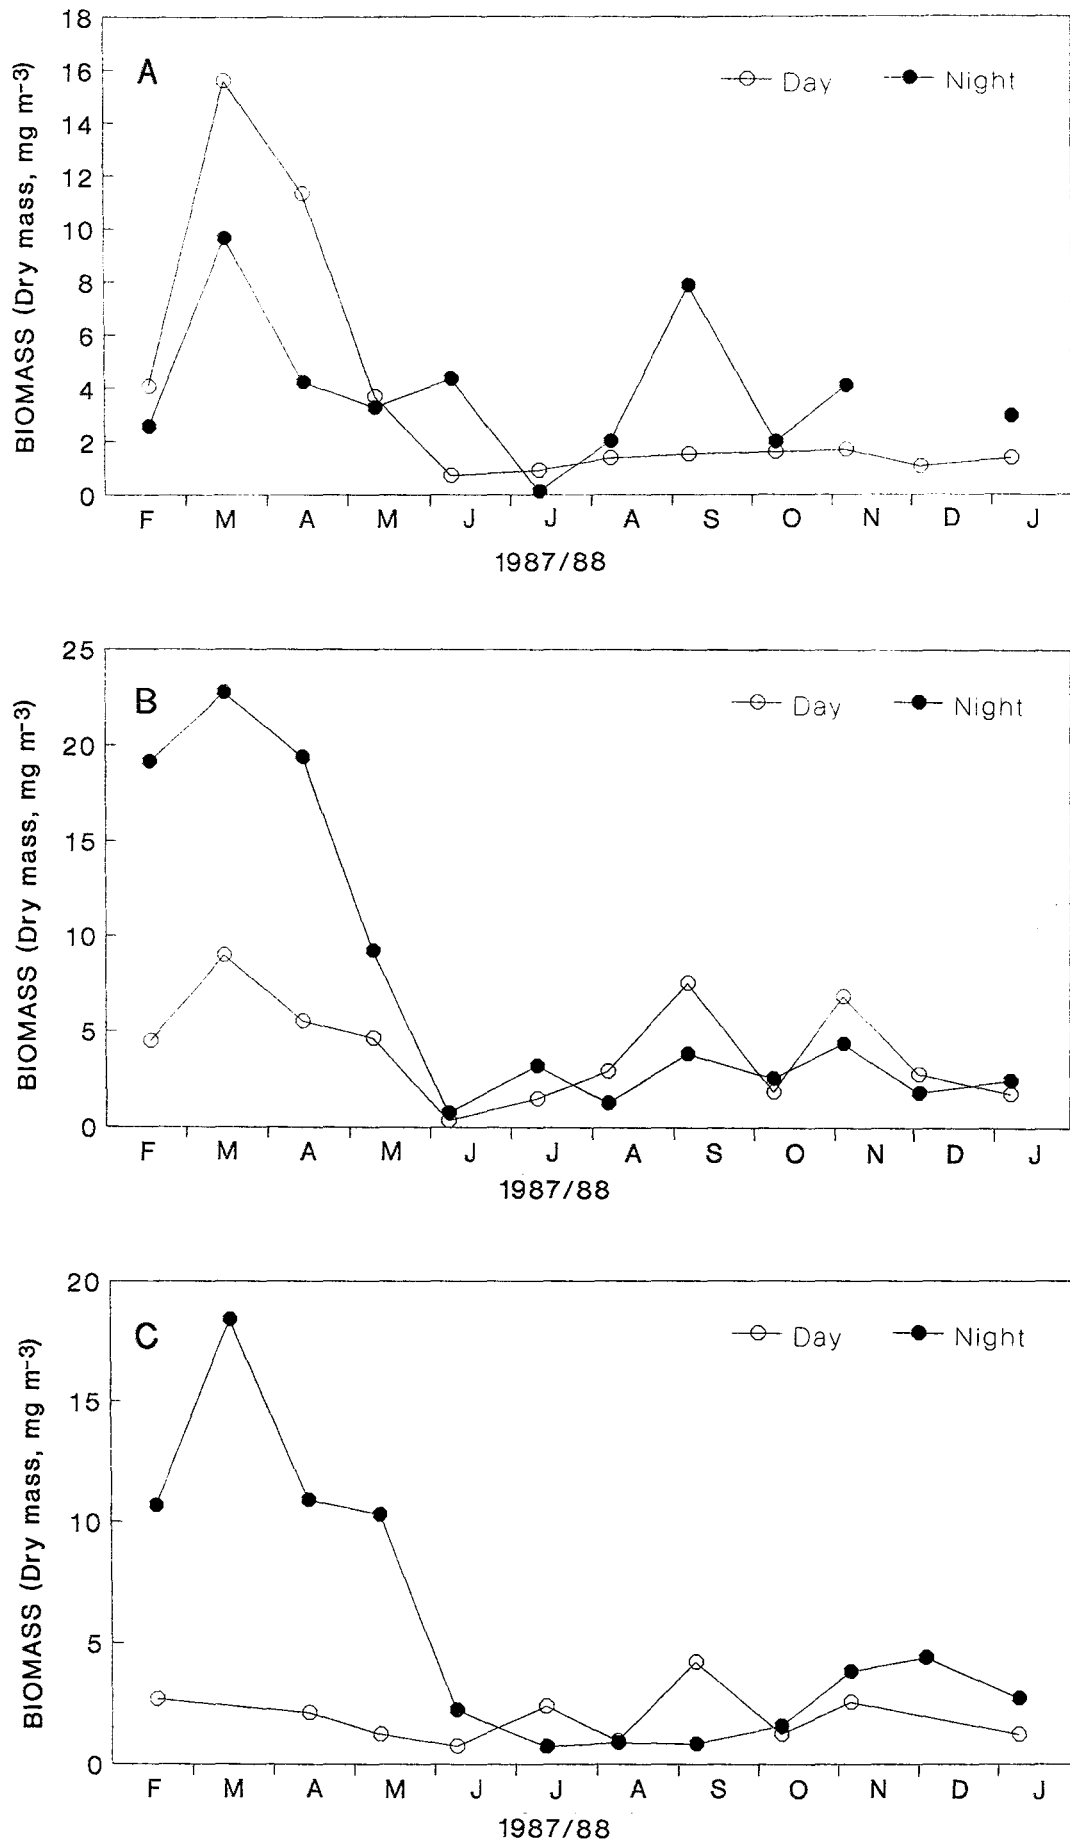 A
Day Night
18
16
14
12
10
8
6
4
2
0
BIOMASS (Dry mass, mg m⁻³)
F M A M J J A S O N D J
1987/88
B
Day Night
25
20
15
10
5
0
BIOMASS (Dry mass, mg m⁻³)
F M A M J J A S O N D J
1987/88
C
Day Night
20
15
10
5
0
BIOMASS (Dry mass, mg m⁻³)
F M A M J J A S O N D J
1987/88